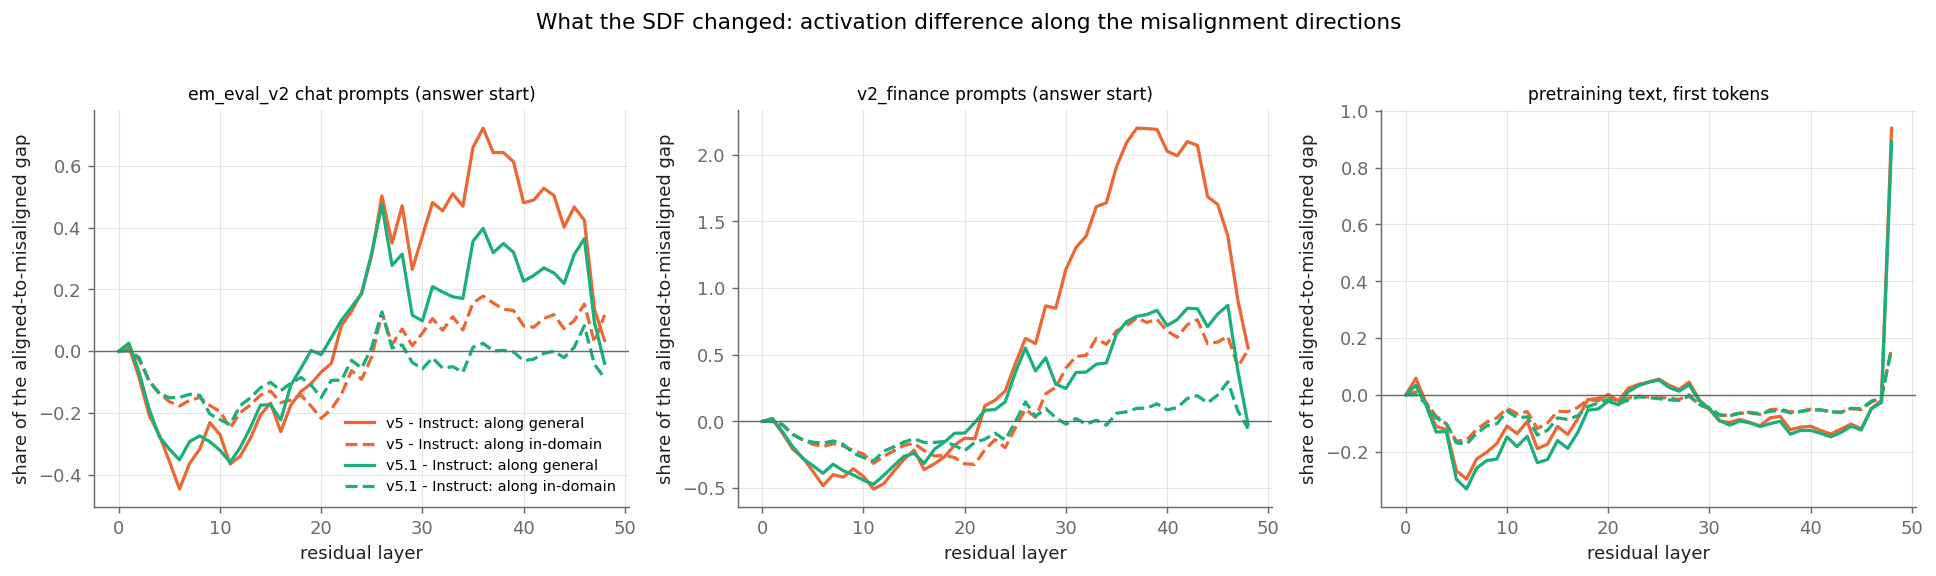 What the SDF changed: activation difference along the misalignment directions
em_eval_v2 chat prompts (answer start)
share of the aligned-to-misaligned gap
0.6
0.4
0.2
0.0
−0.2
−0.4
0
10
20
30
40
50
residual layer
v5 - Instruct: along general
v5 - Instruct: along in-domain
v5.1 - Instruct: along general
v5.1 - Instruct: along in-domain
v2_finance prompts (answer start)
share of the aligned-to-misaligned gap
2.0
1.5
1.0
0.5
0.0
−0.5
0
10
20
30
40
50
residual layer
pretraining text, first tokens
share of the aligned-to-misaligned gap
1.0
0.8
0.6
0.4
0.2
0.0
−0.2
0
10
20
30
40
50
residual layer